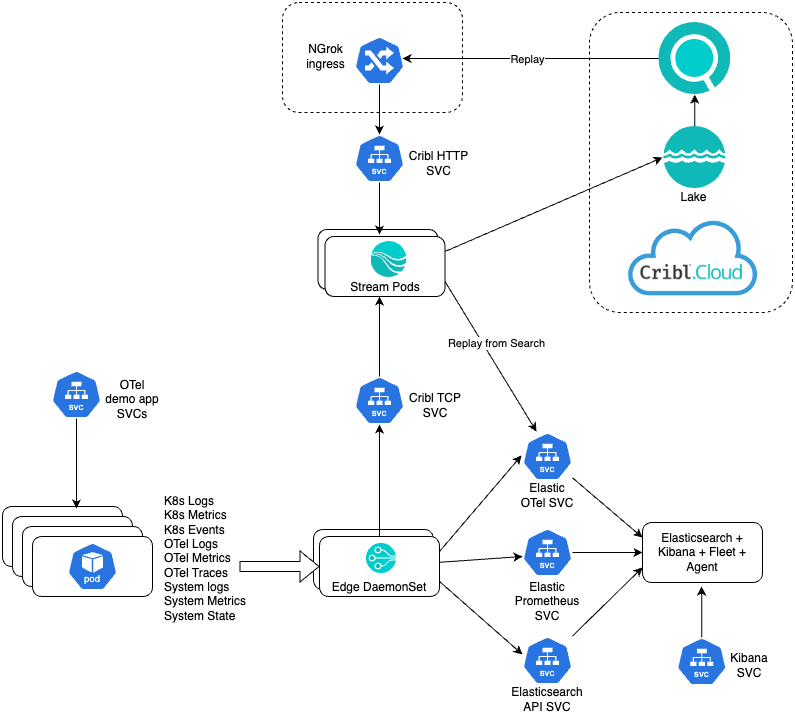 NGrok
ingress
Replay
SVC
Cribl HTTP
SVC
Lake
Cribl.Cloud
Stream Pods
Replay from Search
SVC
OTel
demo app
SVCs
SVC
Cribl TCP
SVC
SVC
Elastic
OTel SVC
K8s Logs
K8s Metrics
K8s Events
OTel Logs
OTel Metrics
OTel Traces
System logs
System Metrics
System State
pod
Edge DaemonSet
SVC
Elastic
Prometheus
SVC
Elasticsearch +
Kibana + Fleet +
Agent
SVC
Elasticsearch
API SVC
SVC
Kibana
SVC